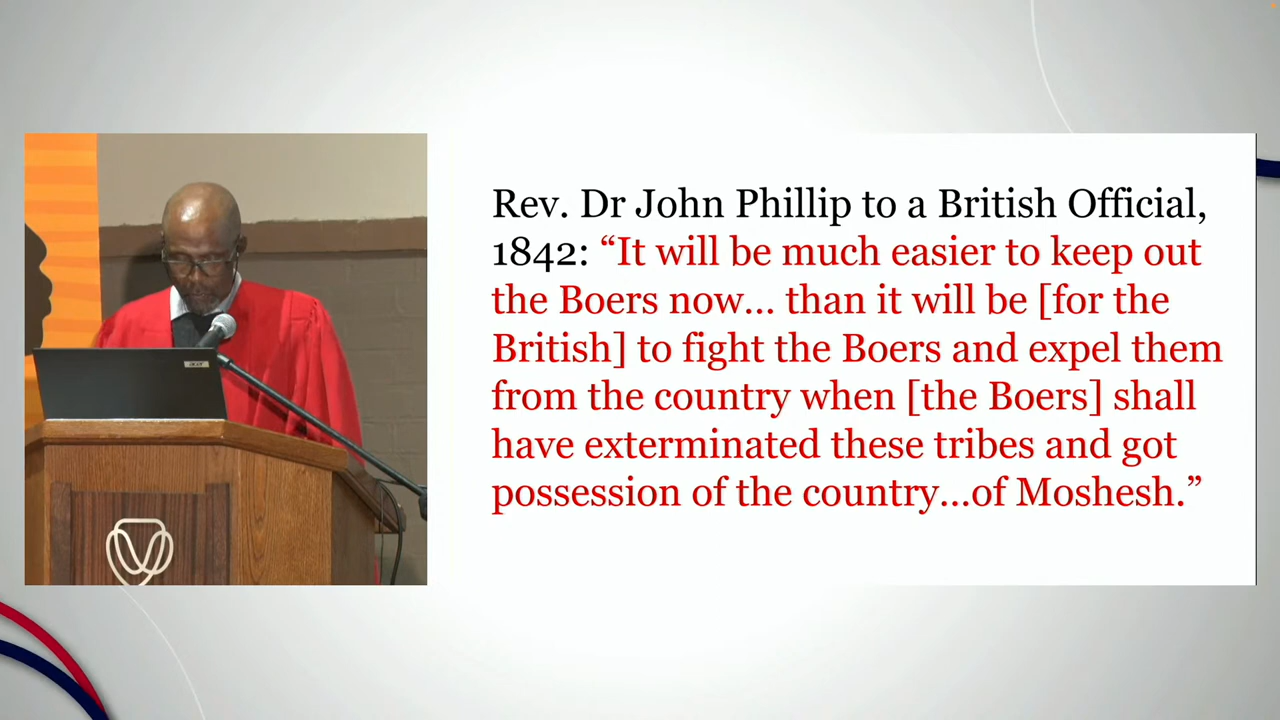 Rev. Dr John Phillip to a British Official,
1842: “It will be much easier to keep out
the Boers now... than it will be [for the
British] to fight the Boers and expel them
from the country when [the Boers] shall
have exterminated these tribes and got
possession of the country...of Moshesh.”
acer